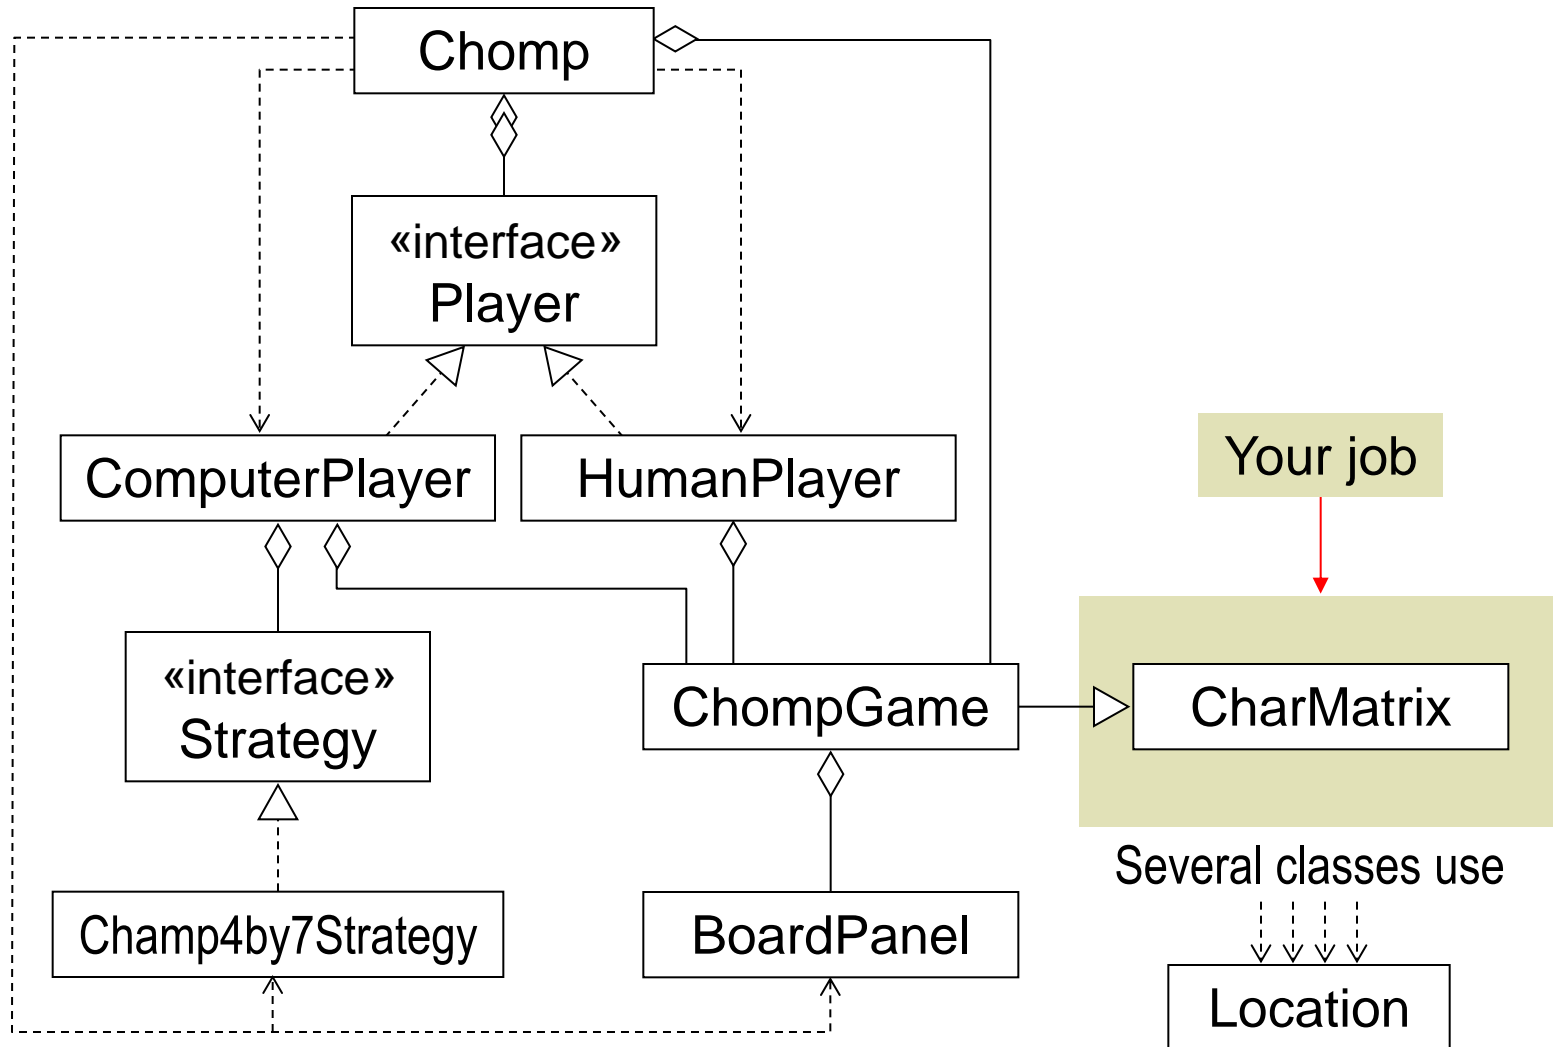 Chomp
«interface»
Player
ComputerPlayer
HumanPlayer
Your job
«interface»
Strategy
ChompGame
CharMatrix
Several classes use
Champ4by7Strategy
BoardPanel
Location